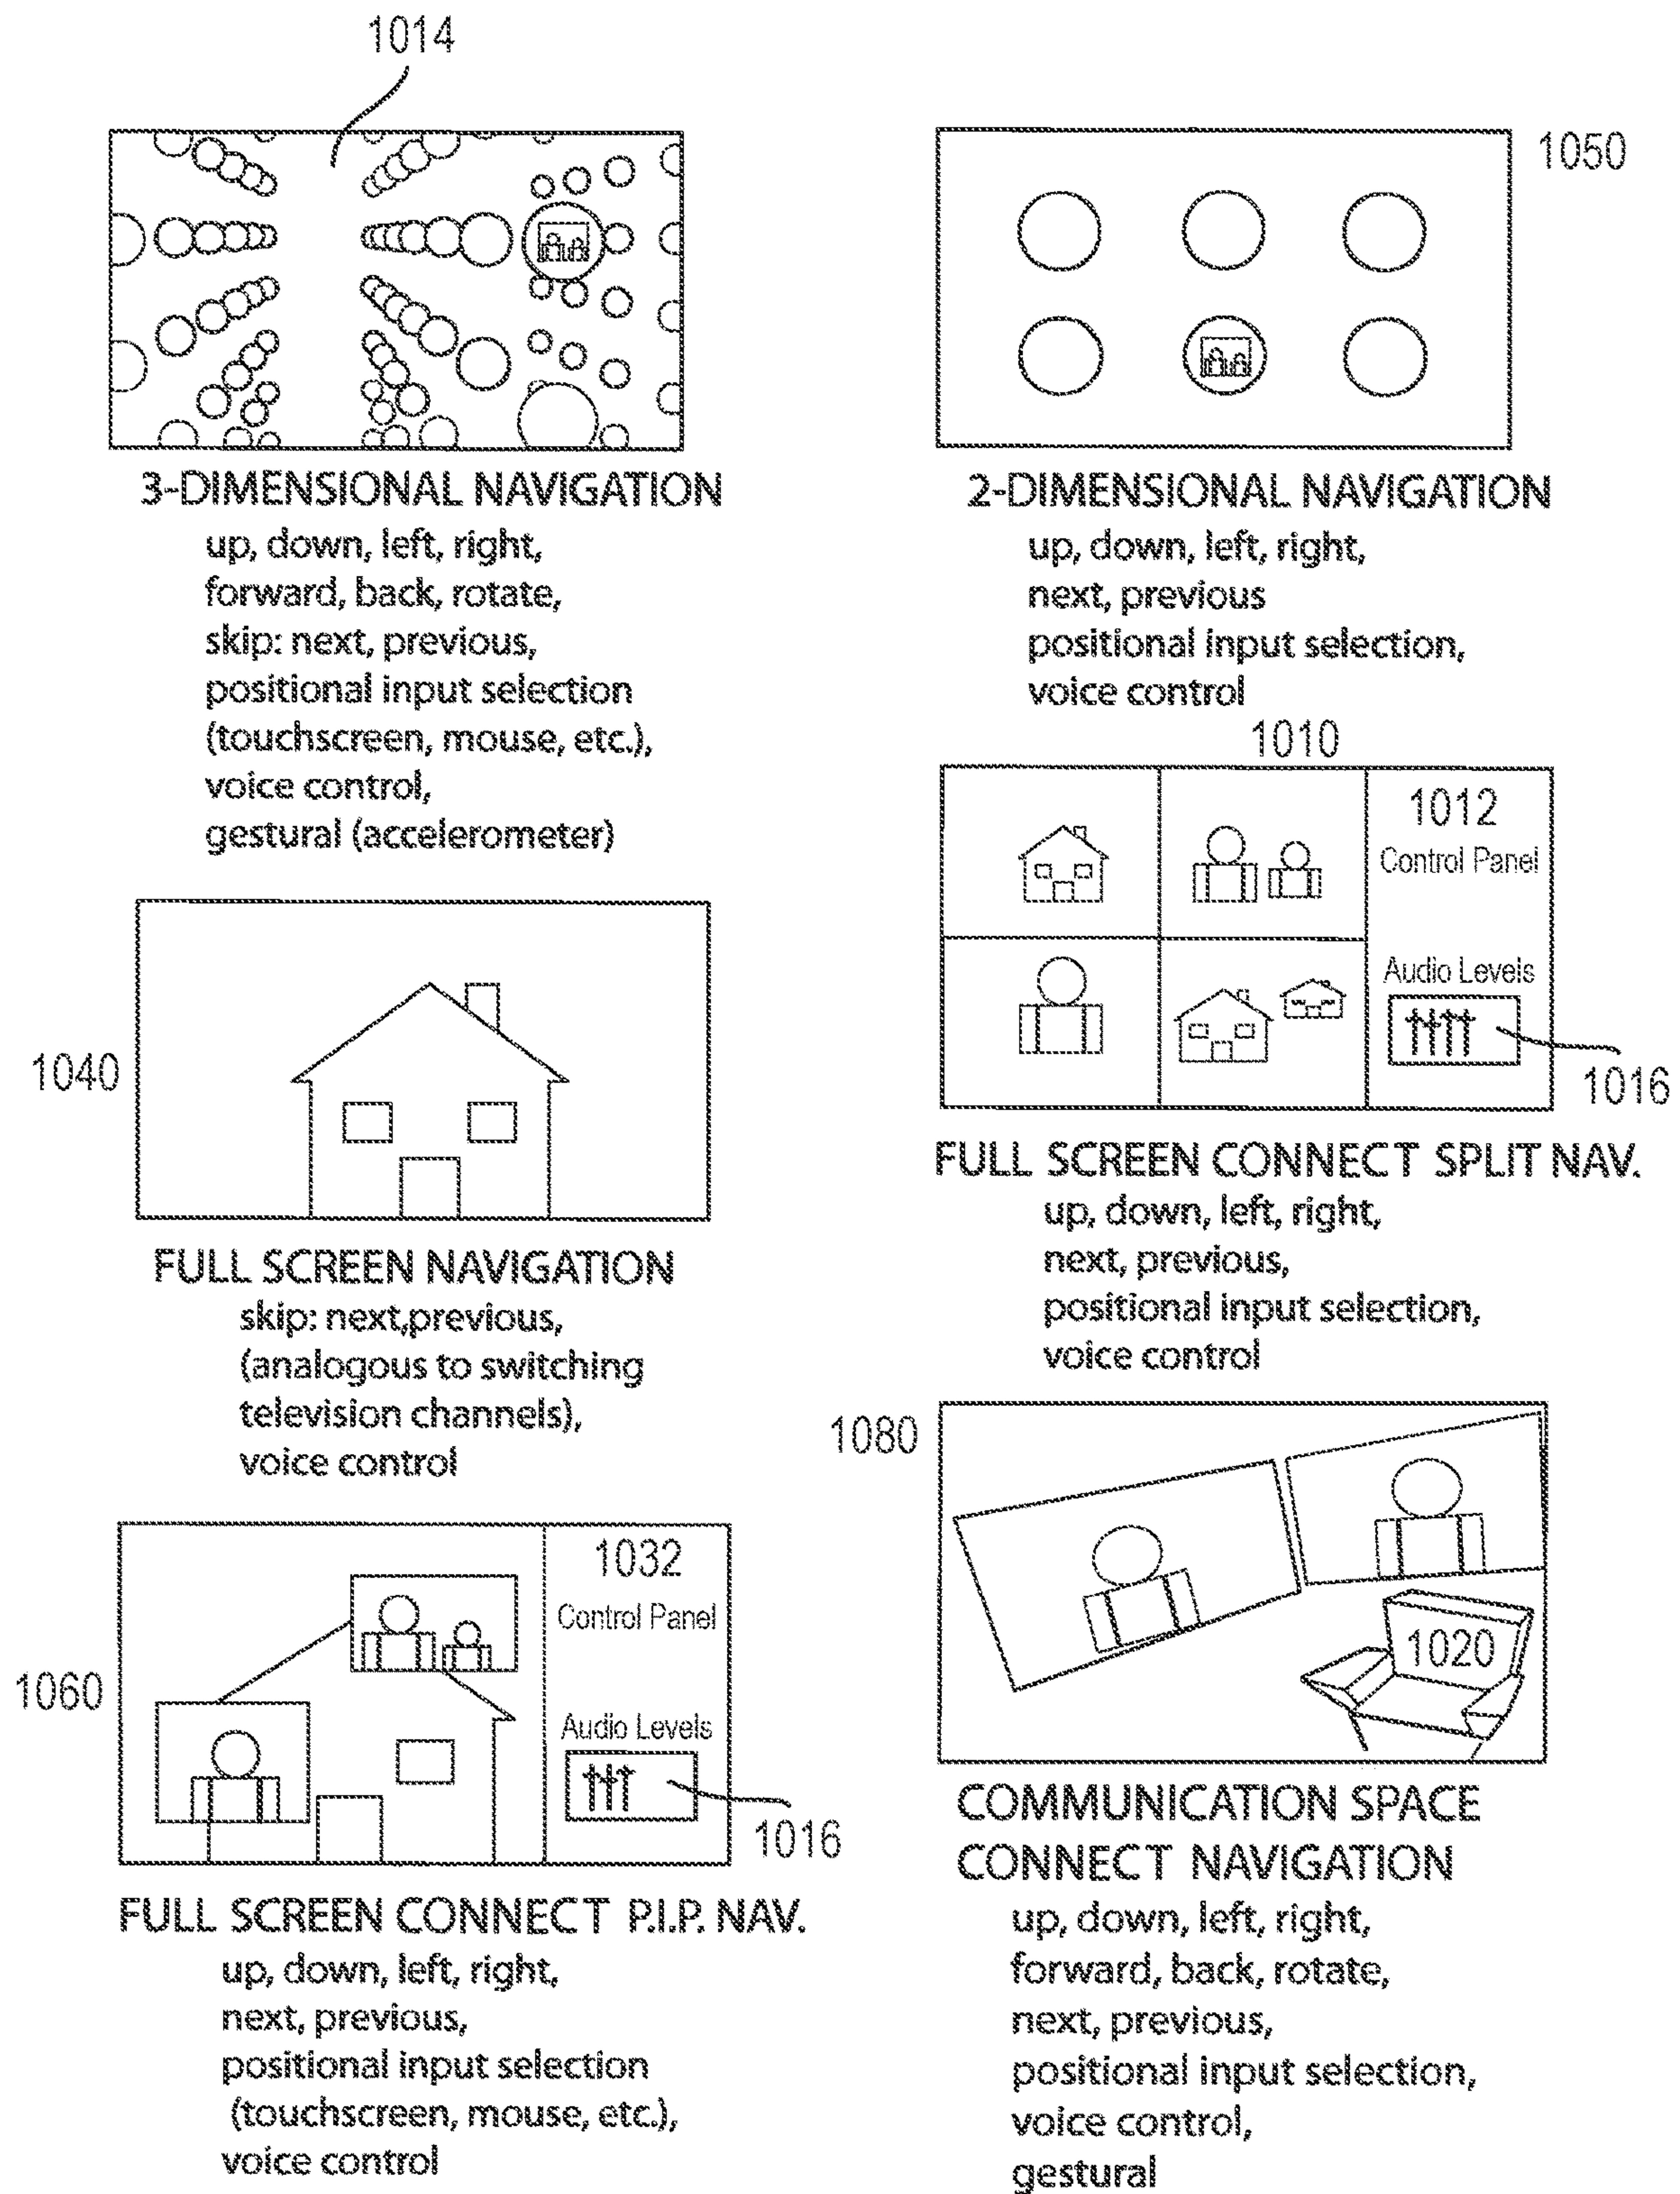 1014
3-DIMENSIONAL NAVIGATION
up, down, left, right,
forward, back, rotate,
skip: next, previous,
positional input selection
(touchscreen, mouse, etc.),
voice control,
gestural (accelerometer)
1050
2-DIMENSIONAL NAVIGATION
up, down, left, right,
next, previous
positional input selection,
voice control
1040
FULL SCREEN NAVIGATION
skip: next,previous,
(analogous to switching
television channels),
voice control
1010
1012
Control Panel
Audio Levels
1016
FULL SCREEN CONNECT SPLIT NAV.
up, down, left, right,
next, previous,
positional input selection,
voice control
1060
1032
Control Panel
Audio Levels
1016
FULL SCREEN CONNECT P.I.P. NAV.
up, down, left, right,
next, previous,
positional input selection
(touchscreen, mouse, etc.),
voice control
1080
1020
COMMUNICATION SPACE
CONNECT NAVIGATION
up, down, left, right,
forward, back, rotate,
next, previous,
positional input selection,
voice control,
gestural